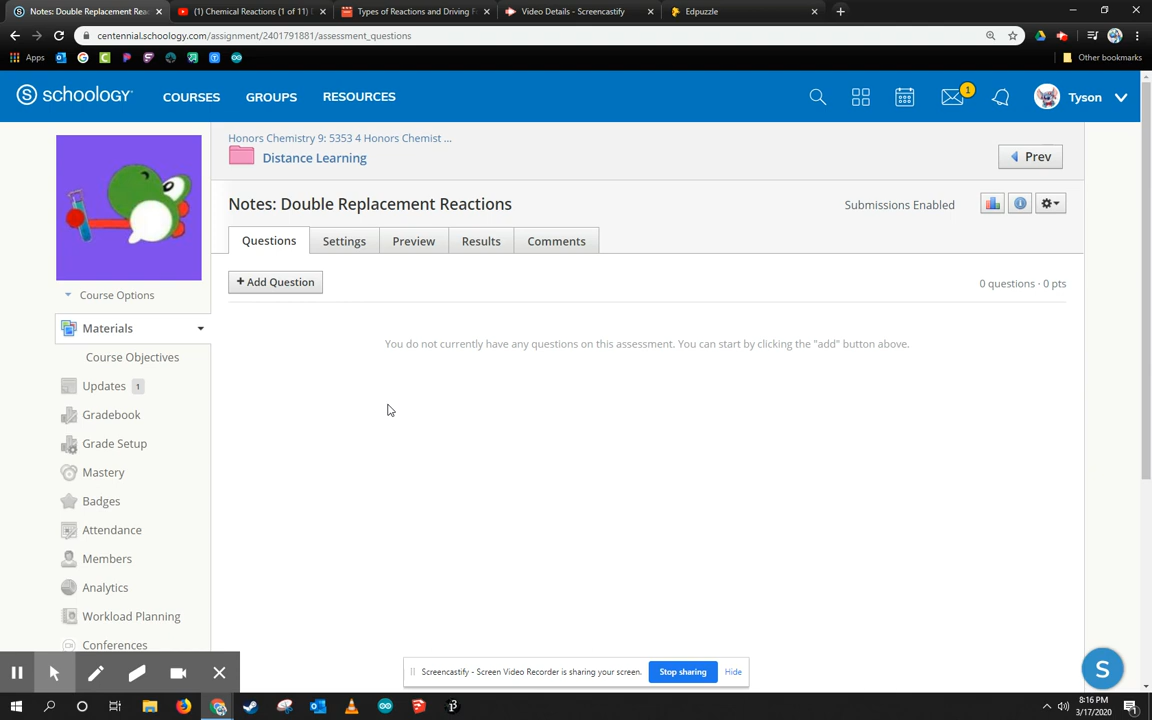 Notes: Double Replacement Rea
(1) Chemical Reactions (1 of 11)
Types of Reactions and Driving F
Video Details - Screencastify
Edpuzzle
centennial.schoology.com/assignment/2401791881/assessment_questions
Apps
Other bookmarks
schoology
COURSES
GROUPS
RESOURCES
1
Tyson
Honors Chemistry 9: 5353 4 Honors Chemist ...
Distance Learning
Prev
Notes: Double Replacement Reactions
Submissions Enabled
Questions
Settings
Preview
Results
Comments
+ Add Question
0 questions · 0 pts
You do not currently have any questions on this assessment. You can start by clicking the "add" button above.
Course Options
Materials
Course Objectives
Updates 1
Gradebook
Grade Setup
Mastery
Badges
Attendance
Members
Analytics
Workload Planning
Conferences
Screencastify - Screen Video Recorder is sharing your screen.
Stop sharing
Hide
S
8:16 PM
3/17/2020
1